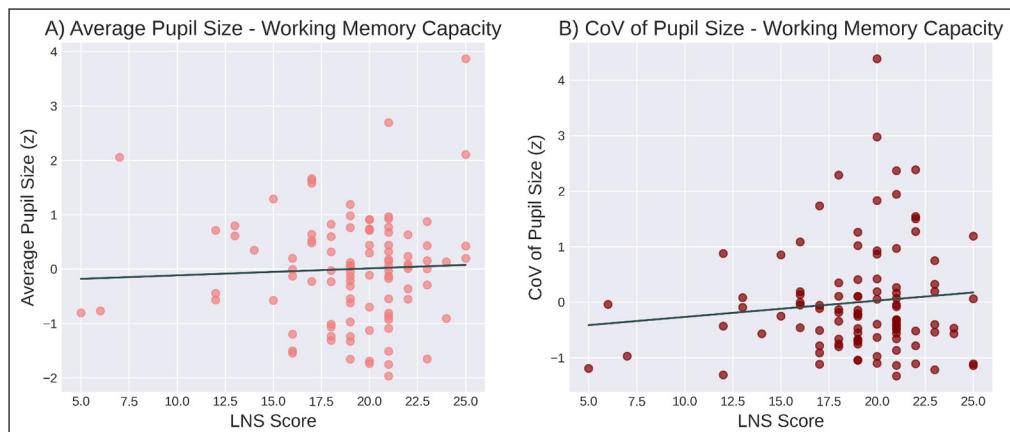 A) Average Pupil Size - Working Memory Capacity
4
3
2
1
0
−1
−2
Average Pupil Size (z)
5.0 7.5 10.0 12.5 15.0 17.5 20.0 22.5 25.0
LNS Score
B) CoV of Pupil Size - Working Memory Capacity
4
3
2
1
0
−1
CoV of Pupil Size (z)
5.0 7.5 10.0 12.5 15.0 17.5 20.0 22.5 25.0
LNS Score